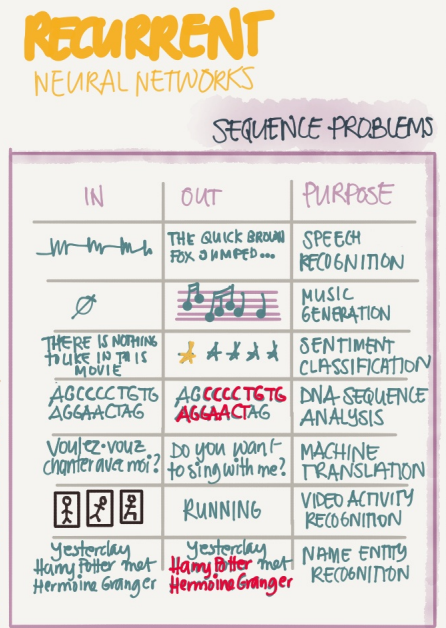 RECURRENT
NEURAL NETWORKS
SEQUENCE PROBLEMS
IN
OUT
PURPOSE
THE QUICK BROWN
FOX JUMPED...
SPEECH
RECOGNITION
∅
MUSIC
GENERATION
THERE IS NOTHING
TO LIKE IN THIS
MOVIE
SENTIMENT
CLASSIFICATION
AGCCCCTGTG
AGGAACTAG
AGCCCCTGTG
AGGAACTAG
DNA SEQUENCE
ANALYSIS
Voulez-vouz
chanter avec moi?
Do you want
to sing with me?
MACHINE
TRANSLATION
RUNNING
VIDEO ACTIVITY
RECOGNITION
Yesterday
Harry Potter met
Hermoine Granger
Yesterday
Harry Potter met
Hermoine Granger
NAME ENTITY
RECOGNITION